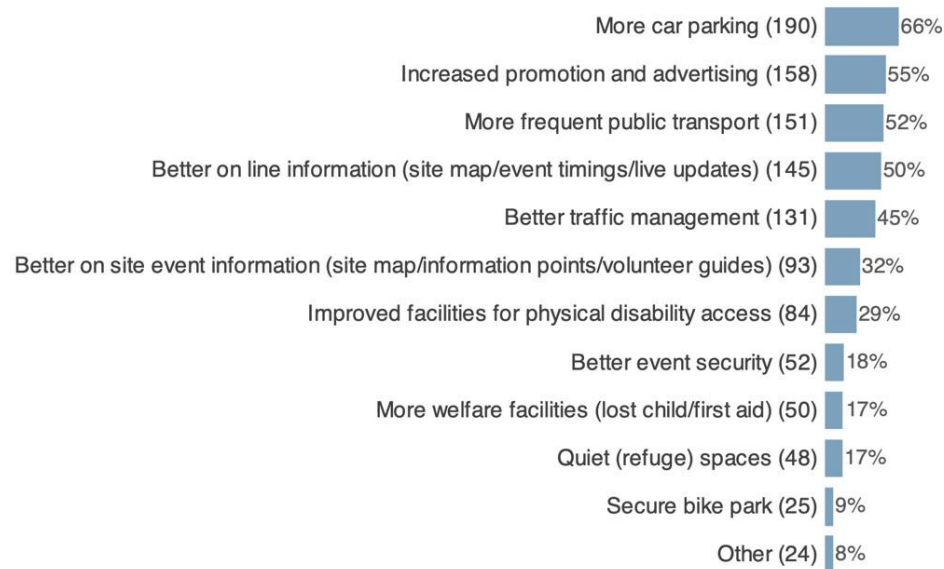 More car parking (190) 66%
Increased promotion and advertising (158) 55%
More frequent public transport (151) 52%
Better on line information (site map/event timings/live updates) (145) 50%
Better traffic management (131) 45%
Better on site event information (site map/information points/volunteer guides) (93) 32%
Improved facilities for physical disability access (84) 29%
Better event security (52) 18%
More welfare facilities (lost child/first aid) (50) 17%
Quiet (refuge) spaces (48) 17%
Secure bike park (25) 9%
Other (24) 8%